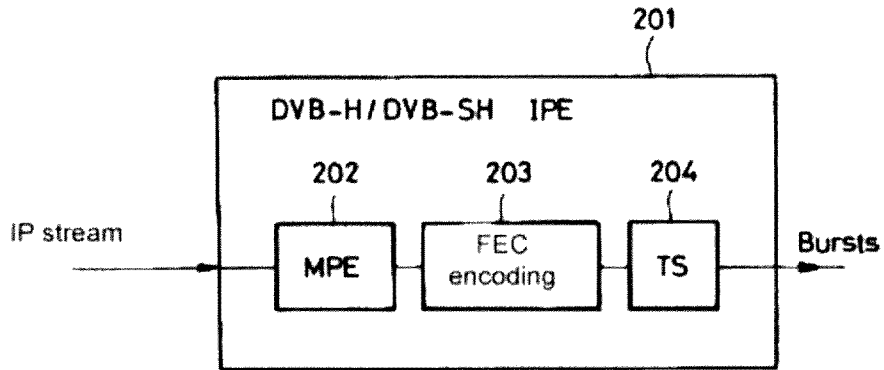 201
DVB-H/DVB-SH IPE
202
203
204
IP stream
MPE
FEC
encoding
TS
Bursts